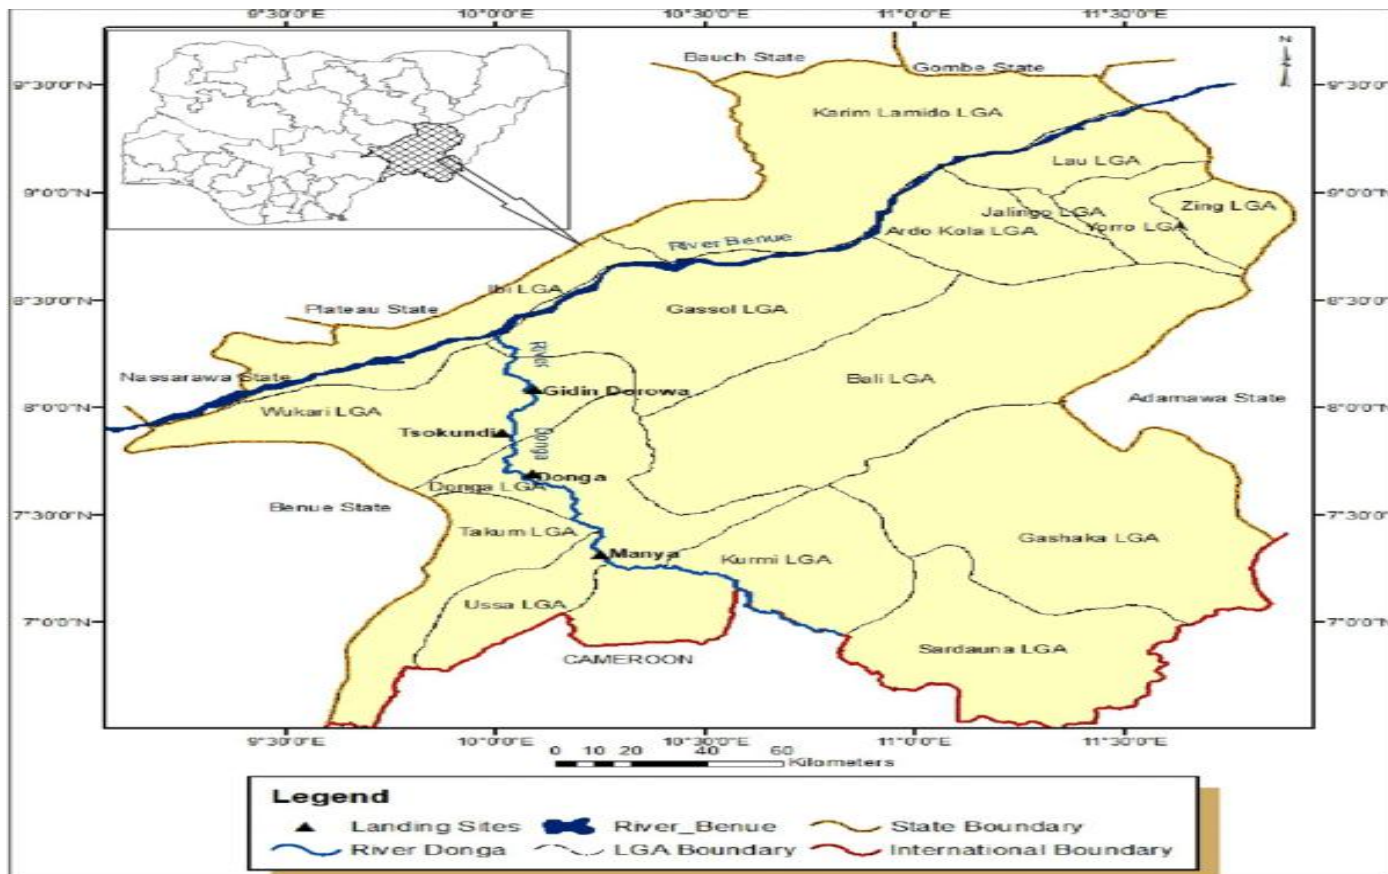 9°30'0"E 10°0'0"E 10°30'0"E 11°0'0"E 11°30'0"E
N
Bauch State
Gombe State
9°30'0"N 9°30'0"N
Karim Lamido LGA
Lau LGA
9°0'0"N 9°0'0"N
Zing LGA
Jalingo LGA
Yorro LGA
Ardo Kola LGA
River Benue
Ibi LGA
8°30'0"N 8°30'0"N
Plateau State
Gassol LGA
River
Nassarawa State
Bali LGA
Gidin Dorowa
Adamawa State
8°0'0"N 8°0'0"N
Wukari LGA
Tsokundi
Donga
Donga
Donga LGA
Benue State
7°30'0"N 7°30'0"N
Takum LGA
Gashaka LGA
Manya
Kurmi LGA
Ussa LGA
7°0'0"N 7°0'0"N
Sardauna LGA
CAMEROON
9°30'0"E 10°0'0"E 10°30'0"E 11°0'0"E 11°30'0"E
0 10 20 40 60
Kilometers
Legend
Landing Sites River_Benue State Boundary
River Donga LGA Boundary International Boundary